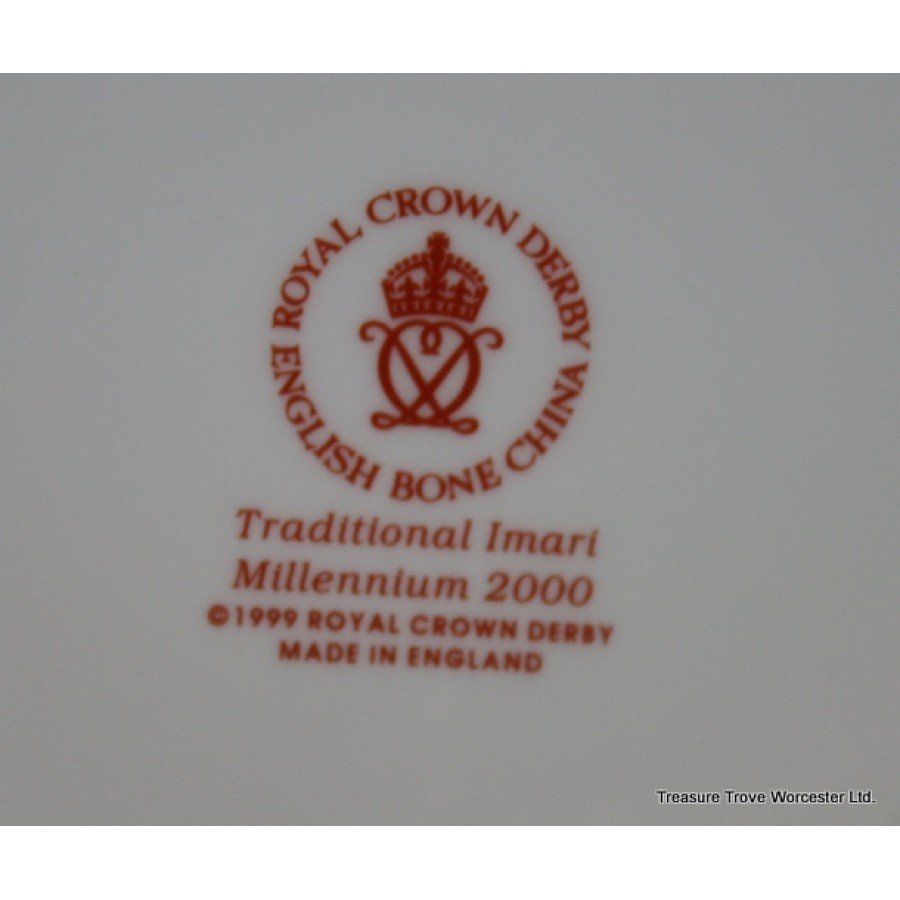 ROYAL CROWN DERBY
ENGLISH BONE CHINA
Traditional Imari
Millennium 2000
©1999 ROYAL CROWN DERBY
MADE IN ENGLAND
Treasure Trove Worcester Ltd.